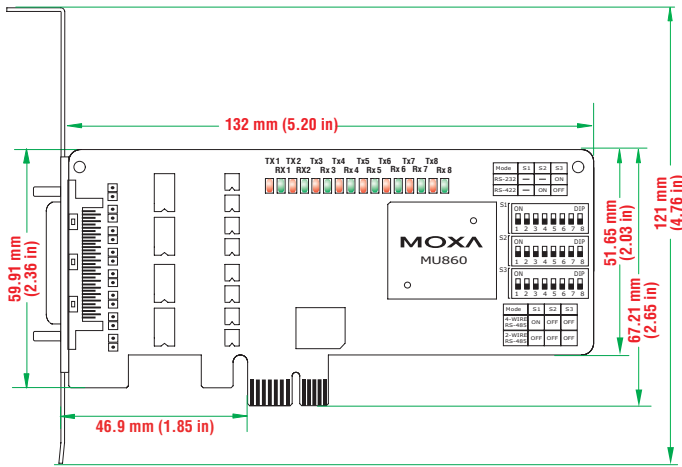 132 mm (5.20 in)
TX1 TX2 Tx3 Tx4 Tx5 Tx6 Tx7 Tx8
RX1 RX2 Rx3 Rx4 Rx5 Rx6 Rx7 Rx8
Mode S1 S2 S3
RS-232 — — ON
RS-422 — ON OFF
S1
ON DIP
1 2 3 4 5 6 7 8
S2
ON DIP
1 2 3 4 5 6 7 8
S3
ON DIP
1 2 3 4 5 6 7 8
MOXA
MU860
Mode S1 S2 S3
4-WIRE RS-485 ON OFF OFF
2-WIRE RS-485 OFF OFF OFF
59.91 mm
(2.36 in)
51.65 mm
(2.03 in)
67.21 mm
(2.65 in)
121 mm
(4.76 in)
46.9 mm (1.85 in)